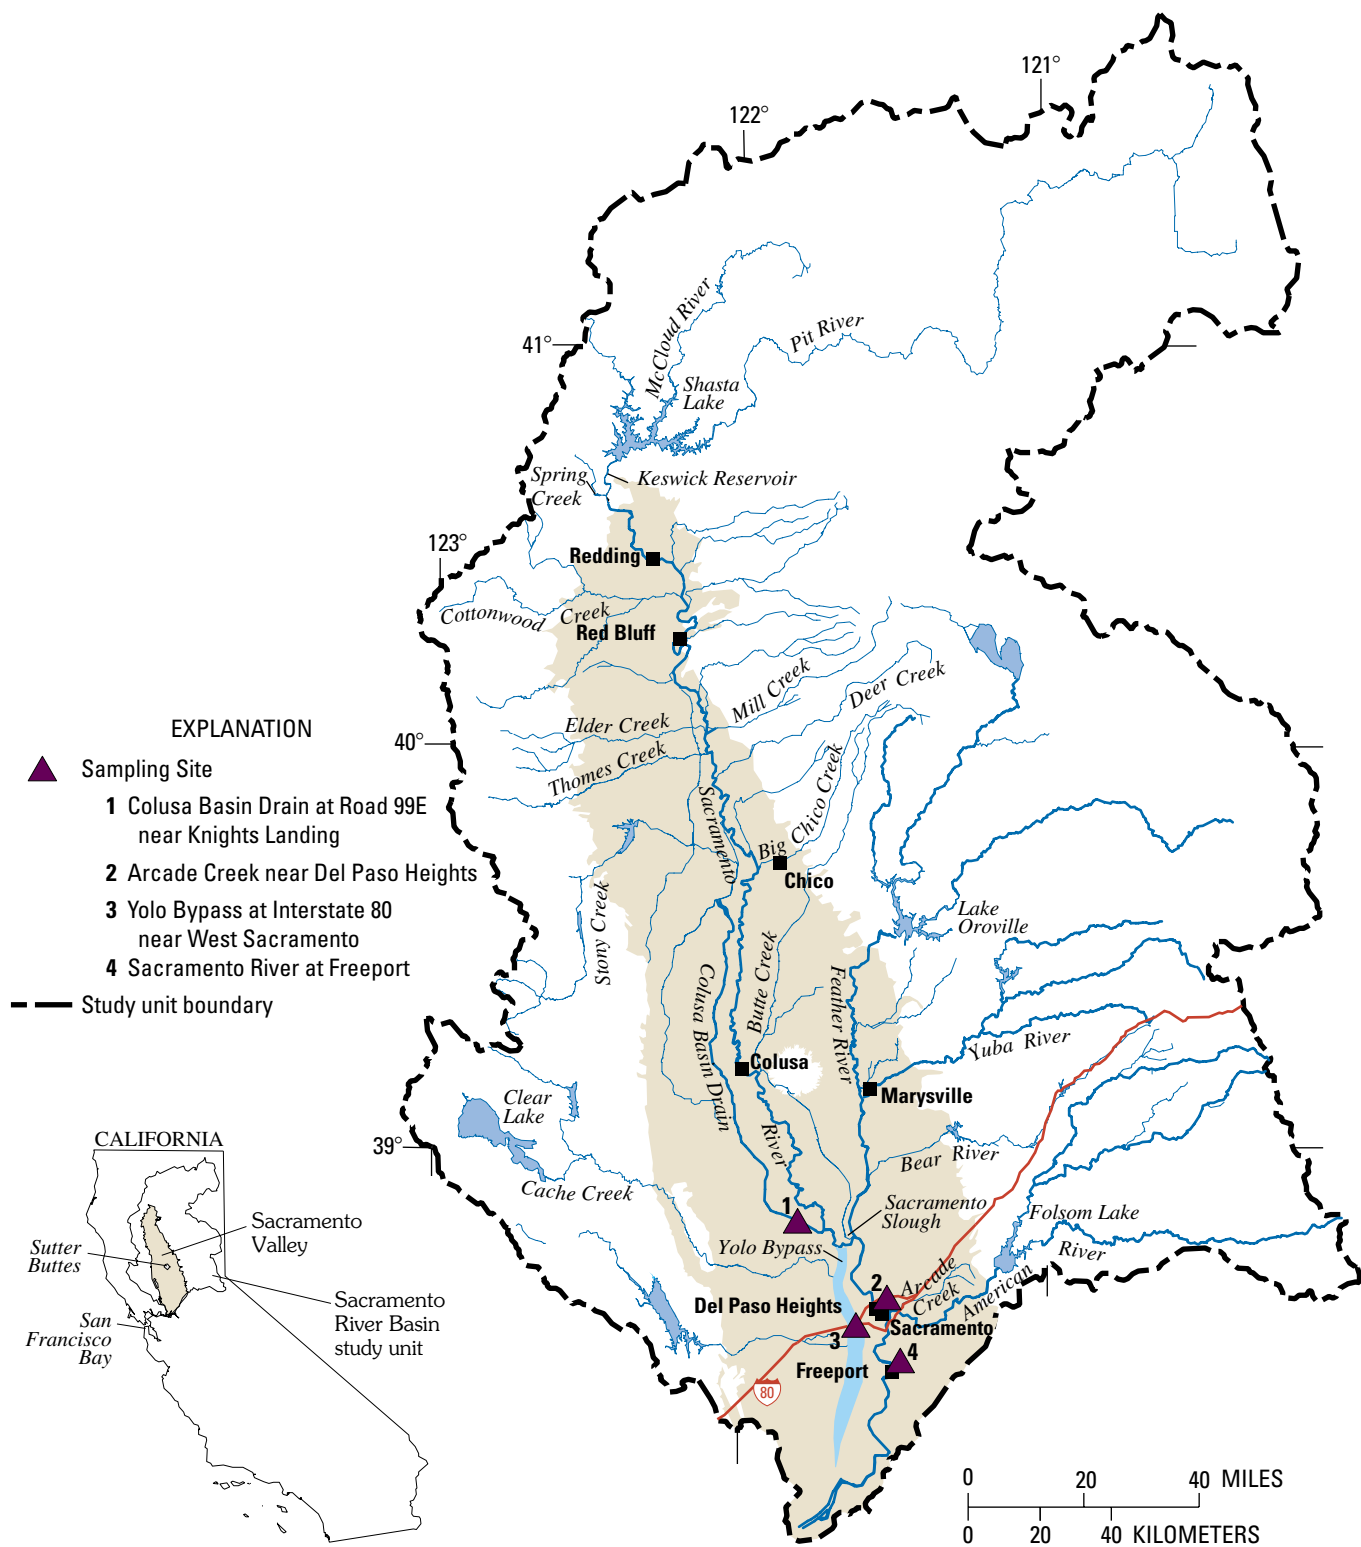 121°
122°
McCloud River
Pit River
41°
Shasta
Lake
Spring
Creek
Keswick Reservoir
123°
Redding
Cottonwood Creek
Red Bluff
Mill Creek
Deer Creek
EXPLANATION
Sampling Site
1 Colusa Basin Drain at Road 99E
near Knights Landing
2 Arcade Creek near Del Paso Heights
3 Yolo Bypass at Interstate 80
near West Sacramento
4 Sacramento River at Freeport
Study unit boundary
Elder Creek
40°
Thomes Creek
Sacramento
River
Big Chico Creek
Chico
Stony Creek
Lake
Oroville
Colusa Basin Drain
Butte Creek
Feather River
Yuba River
Colusa
Marysville
Clear
Lake
39°
Bear River
Cache Creek
1
Sacramento
Slough
Folsom Lake
Yolo Bypass
American River
2
Arcade
Creek
Del Paso Heights
Sacramento
3
4
Freeport
80
CALIFORNIA
Sacramento
Valley
Sutter
Buttes
Sacramento
River Basin
study unit
San
Francisco
Bay
0 20 40 MILES
0 20 40 KILOMETERS